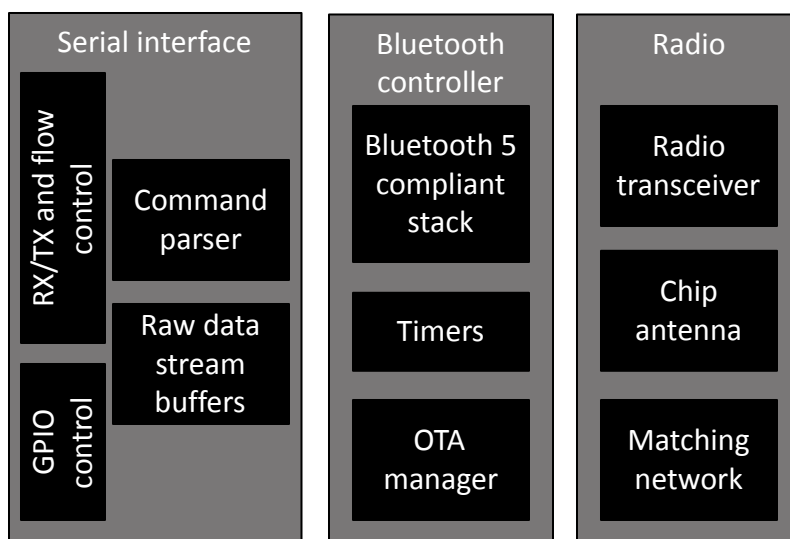 Serial interface
RX/TX and flow
control
Command
parser
Raw data
stream
buffers
GPIO
control
Bluetooth
controller
Bluetooth 5
compliant
stack
Timers
OTA
manager
Radio
Radio
transceiver
Chip
antenna
Matching
network